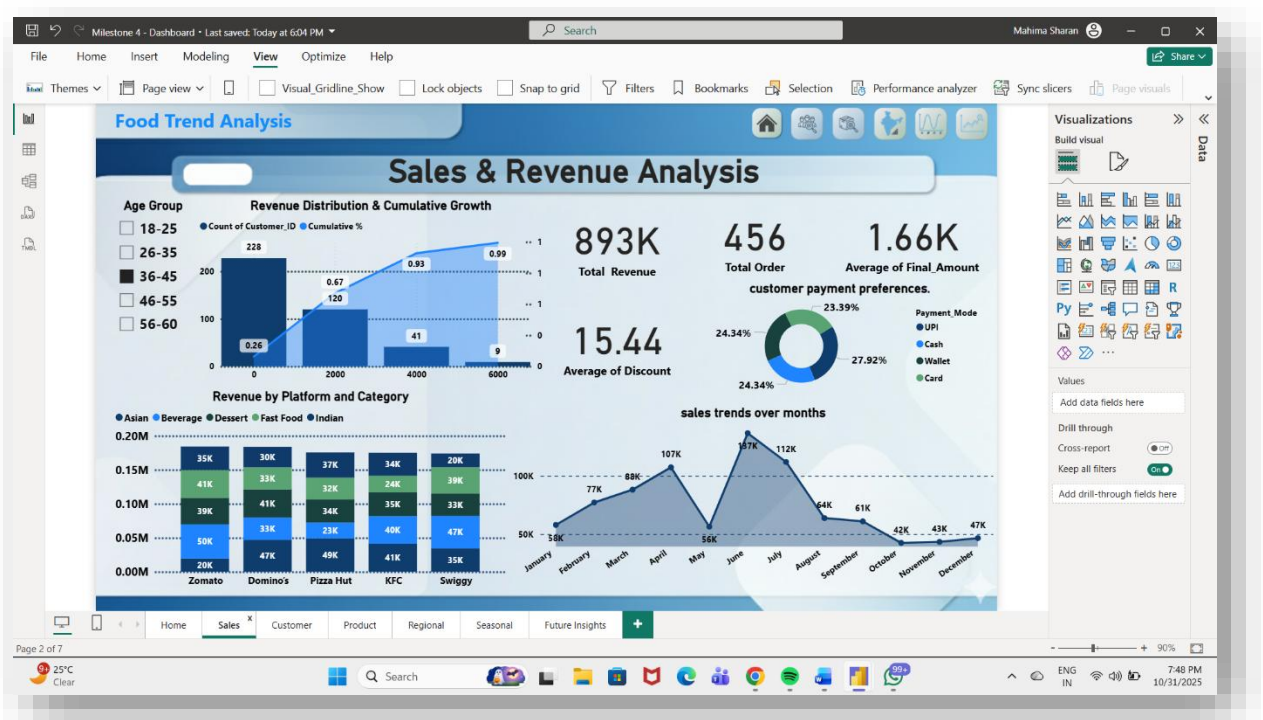 Milestone 4 - Dashboard • Last saved: Today at 6:04 PM
Search
Mahima Sharan
File Home Insert Modeling View Optimize Help
Share
Themes Page view Visual_Gridline_Show Lock objects Snap to grid Filters Bookmarks Selection Performance analyzer Sync slicers Page visuals
Food Trend Analysis
Sales & Revenue Analysis
Age Group
18-25
26-35
36-45
46-55
56-60
Revenue Distribution & Cumulative Growth
Count of Customer_ID Cumulative %
228
0.67
120
0.93
41
0.99
9
0.26
200
100
0
1
1
1
0
0
0 2000 4000 6000
893K
Total Revenue
456
Total Order
1.66K
Average of Final_Amount
15.44
Average of Discount
customer payment preferences.
23.39%
24.34%
27.92%
24.34%
Payment_Mode
UPI
Cash
Wallet
Card
Revenue by Platform and Category
Asian Beverage Dessert Fast Food Indian
0.20M
0.15M
0.10M
0.05M
0.00M
35K 30K 37K 34K 20K
41K 33K 32K 24K 39K
39K 41K 34K 35K 33K
50K 33K 23K 40K 47K
20K 47K 49K 41K 35K
Zomato Domino's Pizza Hut KFC Swiggy
sales trends over months
100K
50K
58K 77K 88K 107K 56K 137K 112K 64K 61K 42K 43K 47K
January February March April May June July August September October November December
Visualizations
Build visual
R
Py
Values
Add data fields here
Drill through
Cross-report
Off
Keep all filters
On
Add drill-through fields here
Data
Home Sales x Customer Product Regional Seasonal Future Insights +
Page 2 of 7
- + 90%
9+
25°C
Clear
Search
99+
ENG
IN
7:48 PM
10/31/2025